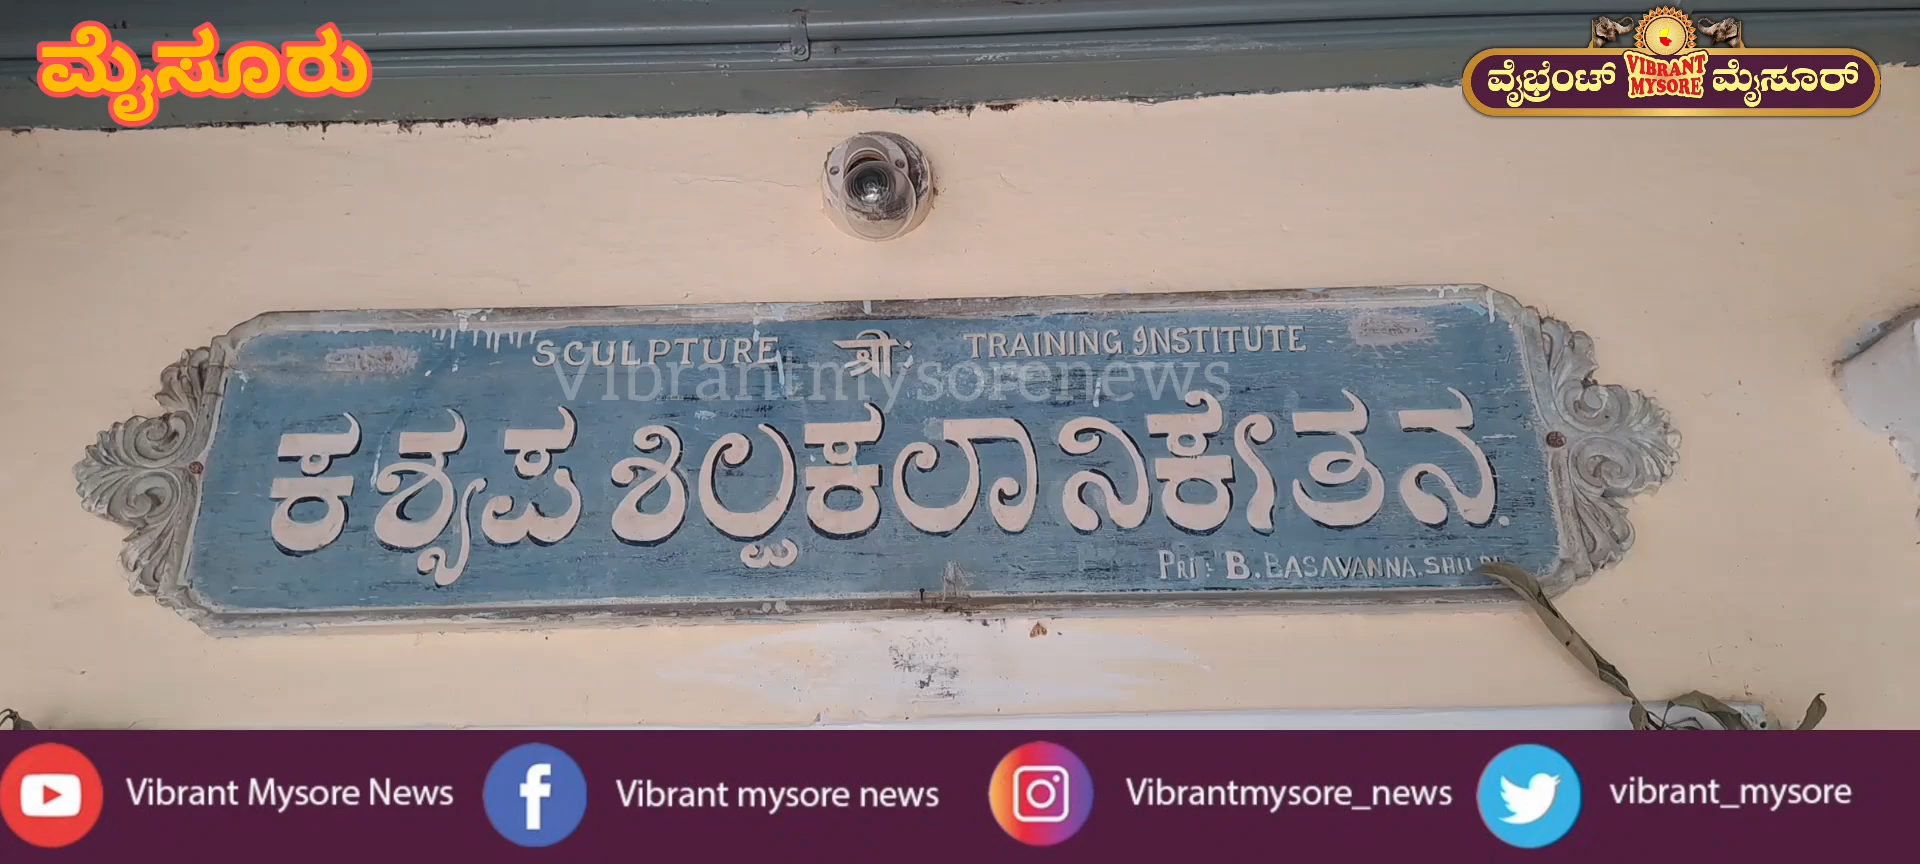 ಮೈಸೂರು
ವೈಬ್ರೆಂಟ್ VIBRANT MYSORE ಮೈಸೂರ್
SCULPTURE श्रीः TRAINING INSTITUTE
Vibrantmysorenews
ಕಶ್ಯಪ ಶಿಲ್ಪಕಲಾ ನಿಕೇತನ.
PRI: B. BASAVANNA. SHILPI
Vibrant Mysore News
Vibrant mysore news
Vibrantmysore_news
vibrant_mysore